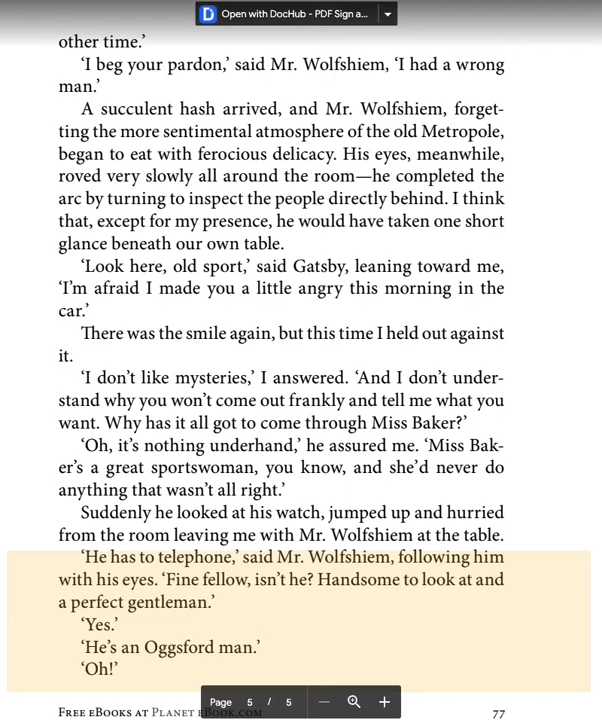 Open with DocHub - PDF Sign a...
other time.’
‘I beg your pardon,’ said Mr. Wolfshiem, ‘I had a wrong
man.’
A succulent hash arrived, and Mr. Wolfshiem, forget-
ting the more sentimental atmosphere of the old Metropole,
began to eat with ferocious delicacy. His eyes, meanwhile,
roved very slowly all around the room—he completed the
arc by turning to inspect the people directly behind. I think
that, except for my presence, he would have taken one short
glance beneath our own table.
‘Look here, old sport,’ said Gatsby, leaning toward me,
‘I’m afraid I made you a little angry this morning in the
car.’
There was the smile again, but this time I held out against
it.
‘I don’t like mysteries,’ I answered. ‘And I don’t under-
stand why you won’t come out frankly and tell me what you
want. Why has it all got to come through Miss Baker?’
‘Oh, it’s nothing underhand,’ he assured me. ‘Miss Bak-
er’s a great sportswoman, you know, and she’d never do
anything that wasn’t all right.’
Suddenly he looked at his watch, jumped up and hurried
from the room leaving me with Mr. Wolfshiem at the table.
‘He has to telephone,’ said Mr. Wolfshiem, following him
with his eyes. ‘Fine fellow, isn’t he? Handsome to look at and
a perfect gentleman.’
‘Yes.’
‘He’s an Oggsford man.’
‘Oh!’
Page 5 / 5
Free eBooks at Planet eBook.com 77